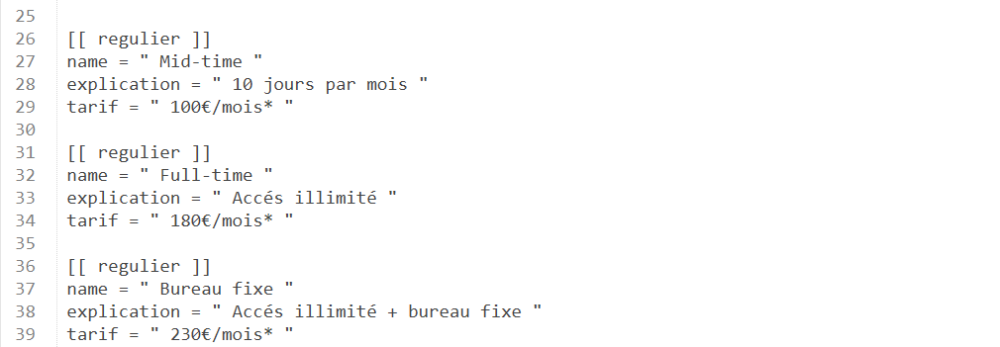 25
26 [[ regulier ]]
27 name = " Mid-time "
28 explication = " 10 jours par mois "
29 tarif = " 100€/mois* "
30
31 [[ regulier ]]
32 name = " Full-time "
33 explication = " Accés illimité "
34 tarif = " 180€/mois* "
35
36 [[ regulier ]]
37 name = " Bureau fixe "
38 explication = " Accés illimité + bureau fixe "
39 tarif = " 230€/mois* "